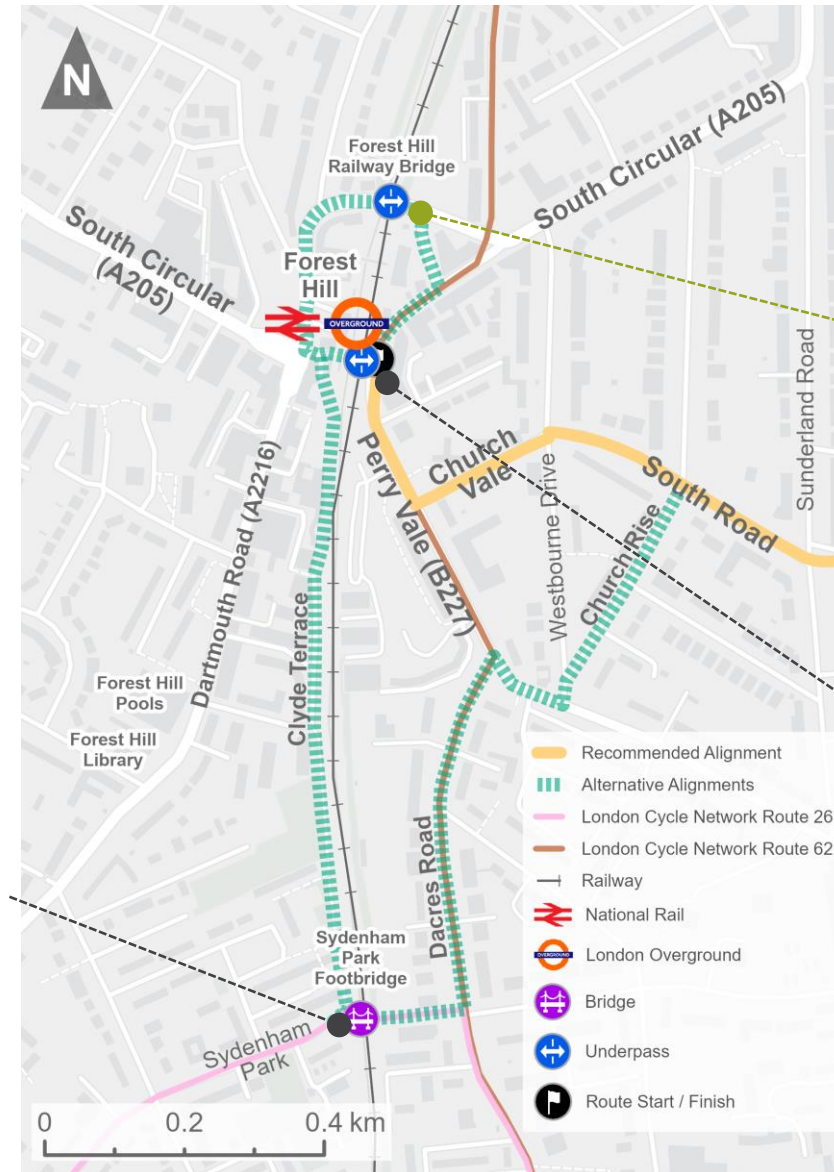 N
Forest Hill
Railway Bridge
South Circular (A205)
South Circular
(A205)
Forest
Hill
OVERGROUND
Sunderland Road
Church
Vale
Perry Vale (B227)
South Road
Westbourne Drive
Church Rise
Dartmouth Road (A2216)
Clyde Terrace
Forest Hill
Pools
Forest Hill
Library
Dacres Road
Sydenham
Park
Footbridge
Sydenham
Park
0 0.2 0.4 km
Recommended Alignment
Alternative Alignments
London Cycle Network Route 26
London Cycle Network Route 62
Railway
National Rail
OVERGROUND London Overground
Bridge
Underpass
Route Start / Finish